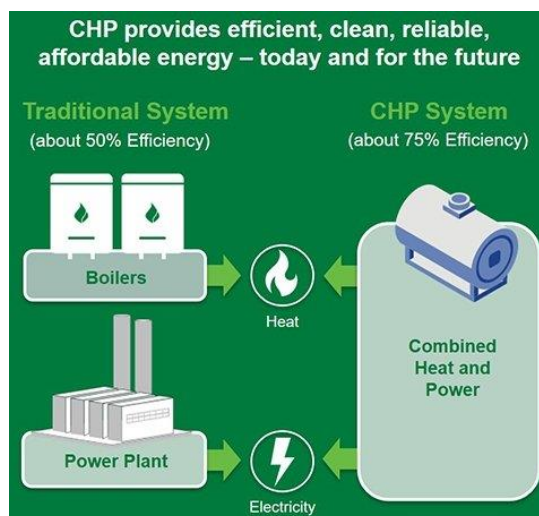 CHP provides efficient, clean, reliable,
affordable energy – today and for the future
Traditional System
(about 50% Efficiency)
CHP System
(about 75% Efficiency)
Boilers
Heat
Combined
Heat and
Power
Power Plant
Electricity